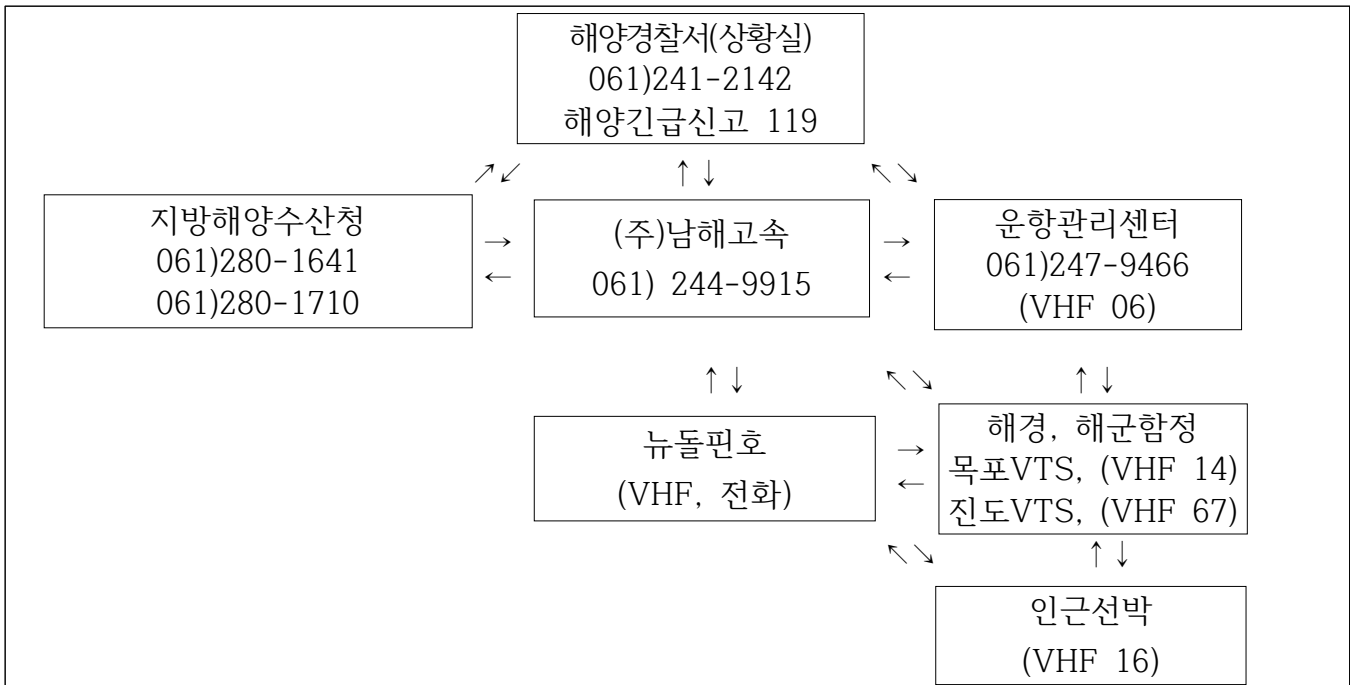 해양경찰서(상황실)
061)241-2142
해양긴급신고 119
↗↙ ↑↓ ↖↘
지방해양수산청
061)280-1641
061)280-1710
→
←
(주)남해고속
061) 244-9915
→
←
운항관리센터
061)247-9466
(VHF 06)
↑↓ ↖↘ ↑↓
뉴돌핀호
(VHF, 전화)
→
←
해경, 해군함정
목포VTS, (VHF 14)
진도VTS, (VHF 67)
↖↘ ↑↓
인근선박
(VHF 16)